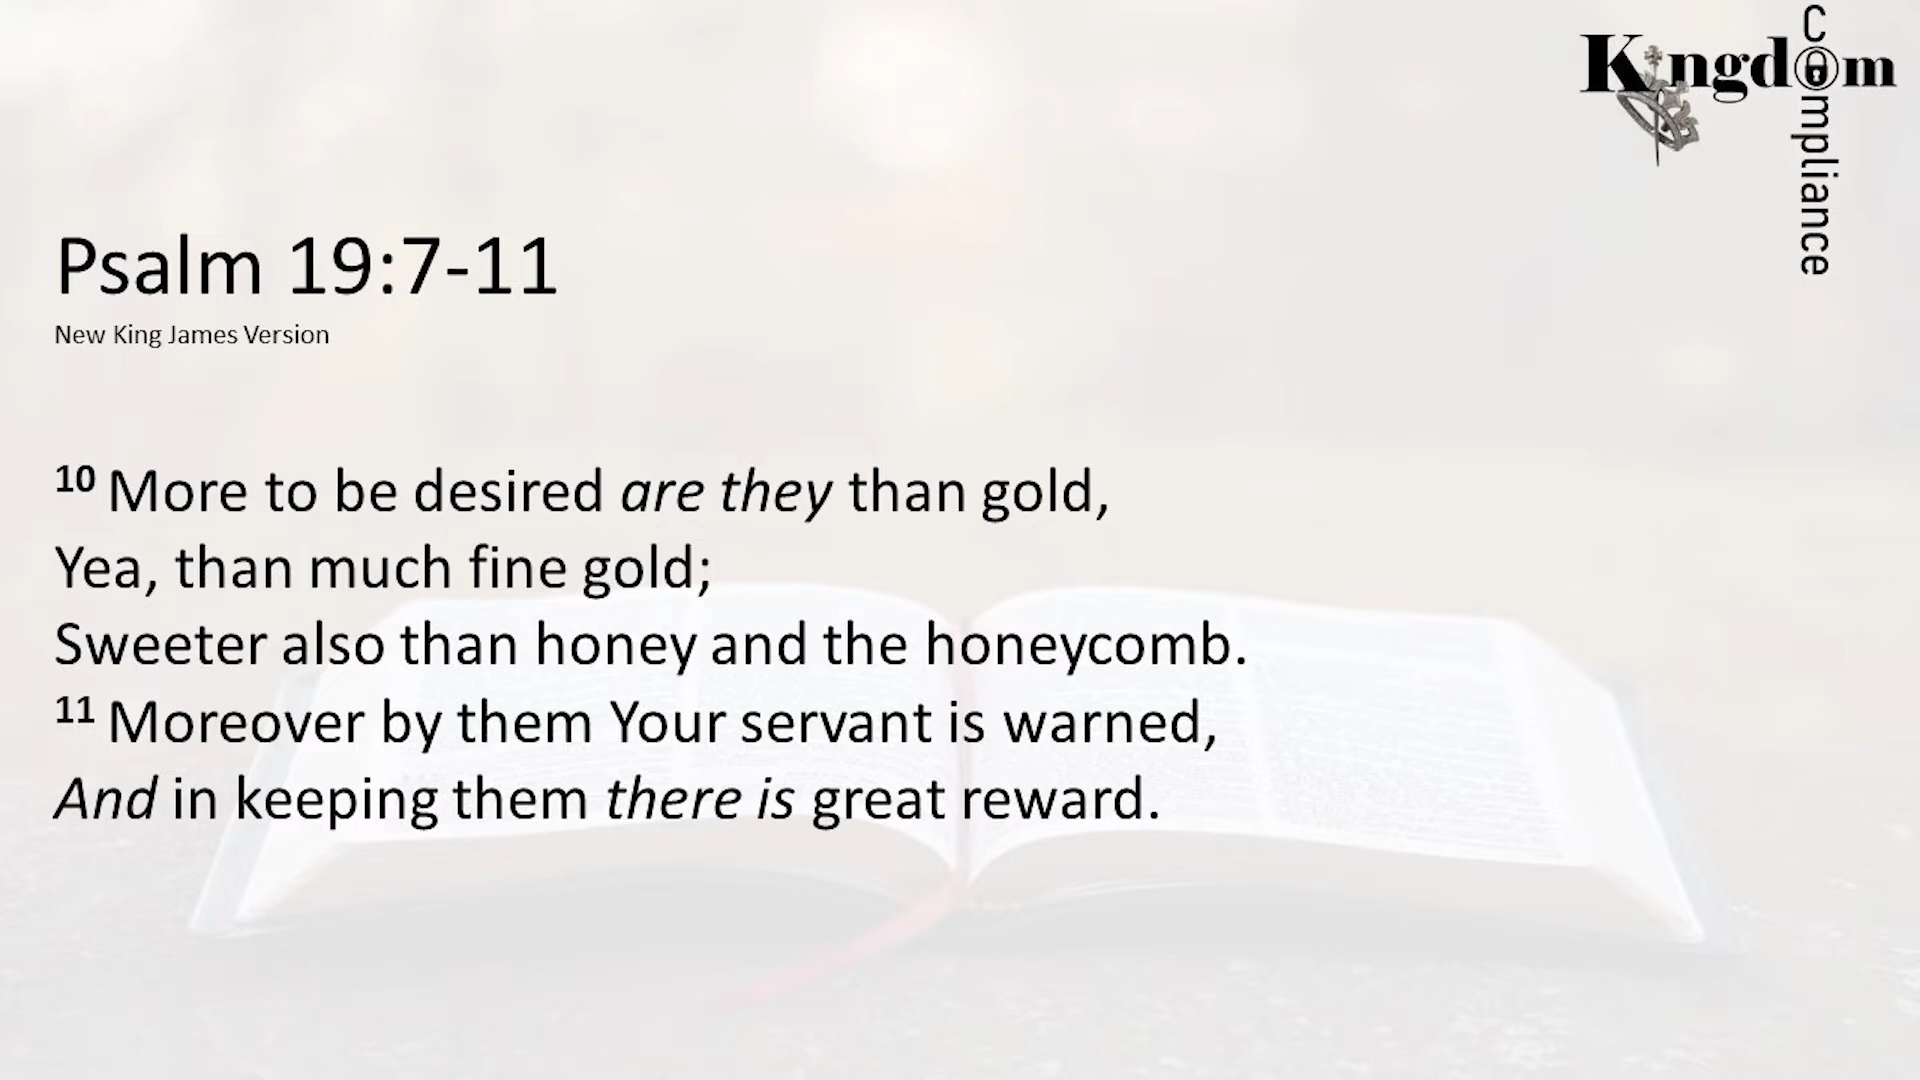 Kingdom
Compliance
Psalm 19:7-11
New King James Version
10 More to be desired are they than gold,
Yea, than much fine gold;
Sweeter also than honey and the honeycomb.
11 Moreover by them Your servant is warned,
And in keeping them there is great reward.